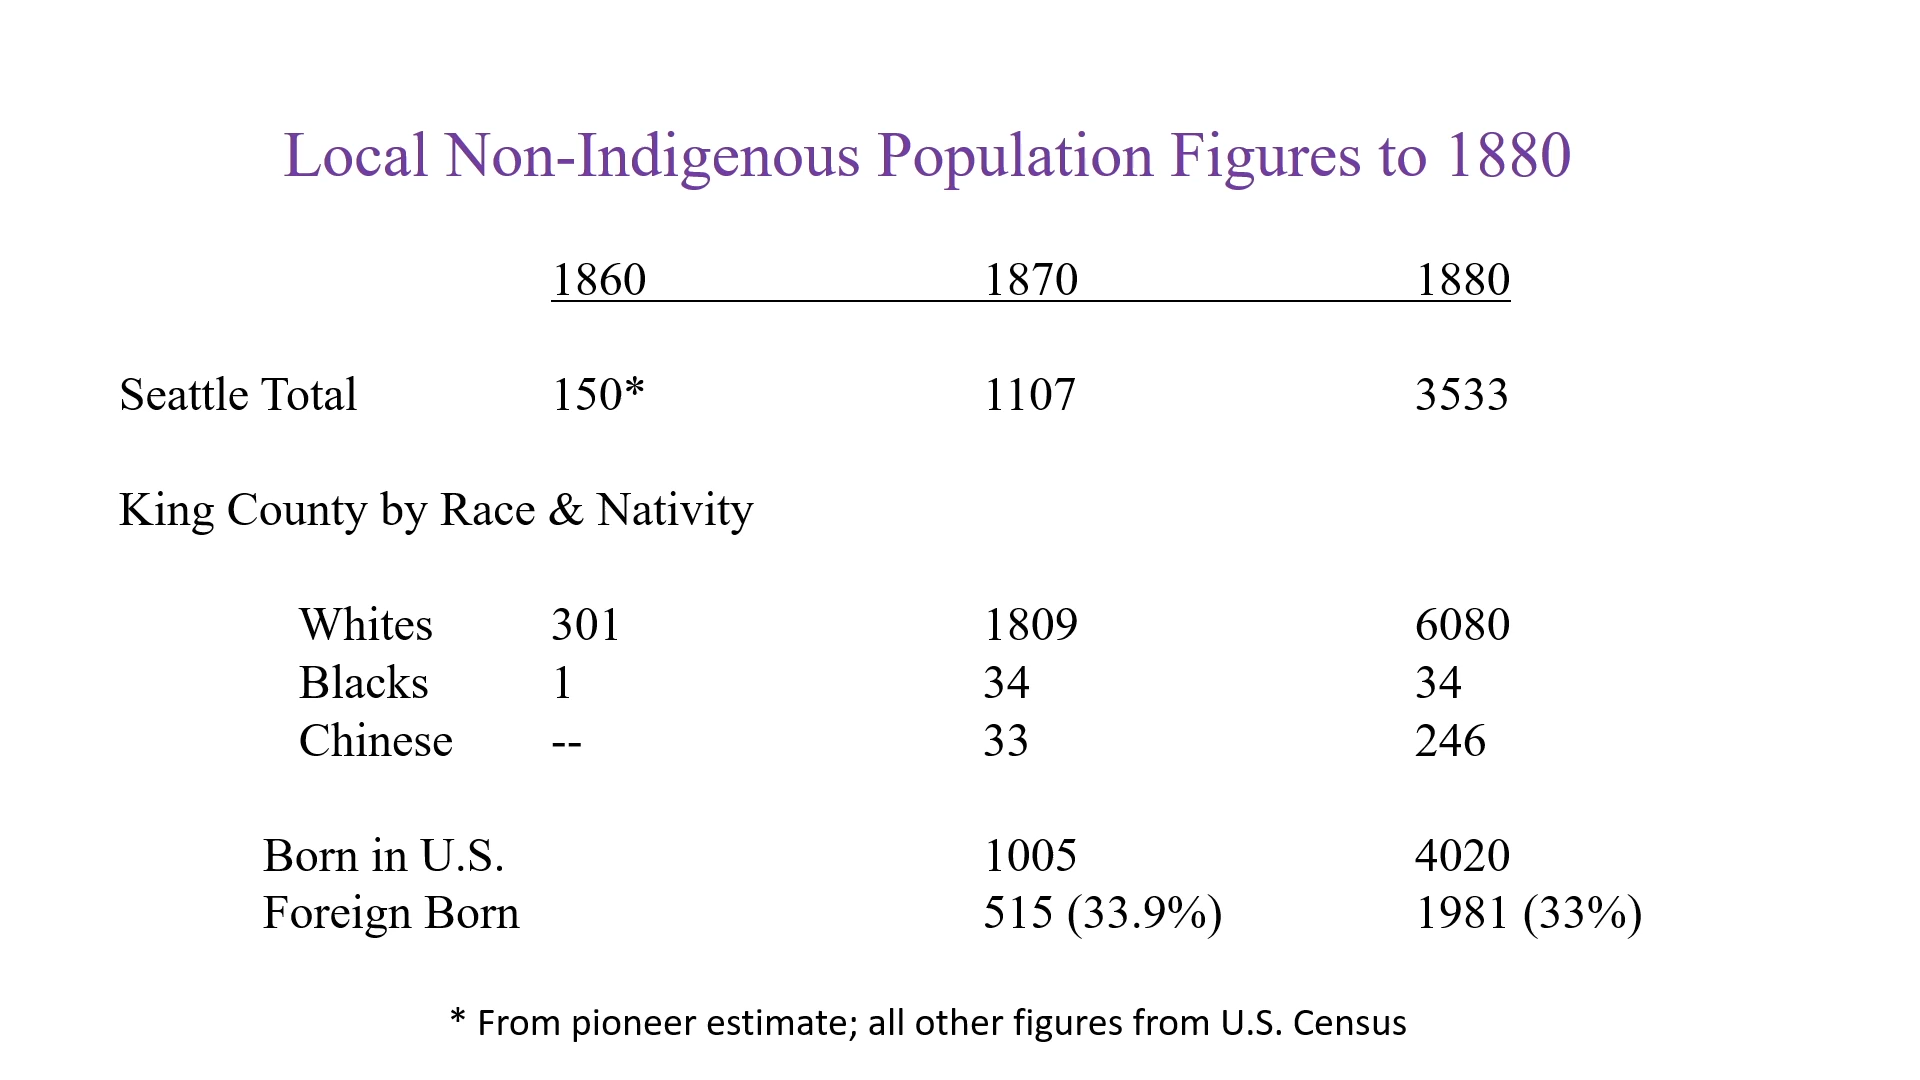 Local Non-Indigenous Population Figures to 1880
1860 1870 1880
Seattle Total 150* 1107 3533
King County by Race & Nativity
Whites 301 1809 6080
Blacks 1 34 34
Chinese -- 33 246
Born in U.S. 1005 4020
Foreign Born 515 (33.9%) 1981 (33%)
* From pioneer estimate; all other figures from U.S. Census